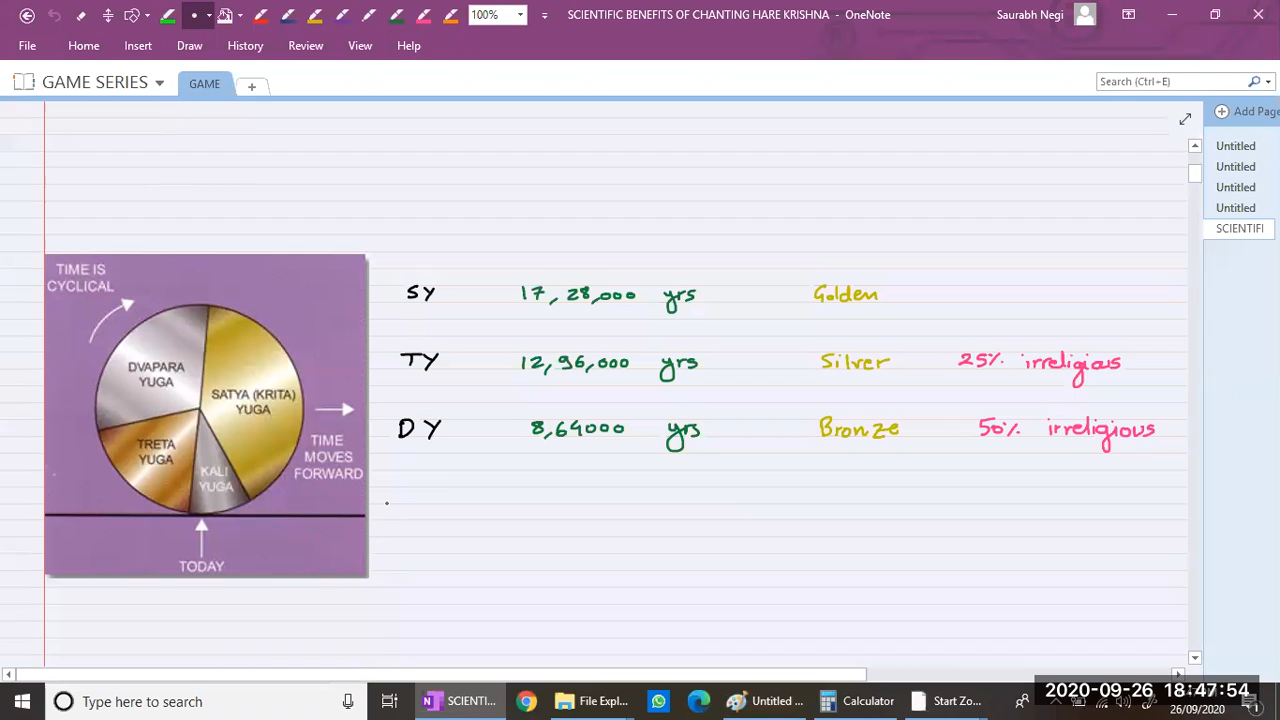 100%
SCIENTIFIC BENEFITS OF CHANTING HARE KRISHNA - OneNote
Saurabh Negi
File Home Insert Draw History Review View Help
GAME SERIES GAME
Search (Ctrl+E)
Add Page
Untitled
Untitled
Untitled
Untitled
SCIENTIFI
TIME IS
CYCLICAL
DVAPARA
YUGA
SATYA (KRITA)
YUGA
TRETA
YUGA
KALI
YUGA
TIME
MOVES
FORWARD
TODAY
SY 17,28,000 yrs Golden
TY 12,96,000 yrs Silver 25% irreligious
DY 8,64000 yrs Bronze 50% irreligious
Type here to search
SCIENTI...
File Expl...
Untitled ...
Calculator
Start Zo...
2020-09-26 18:47:54
26/09/2020